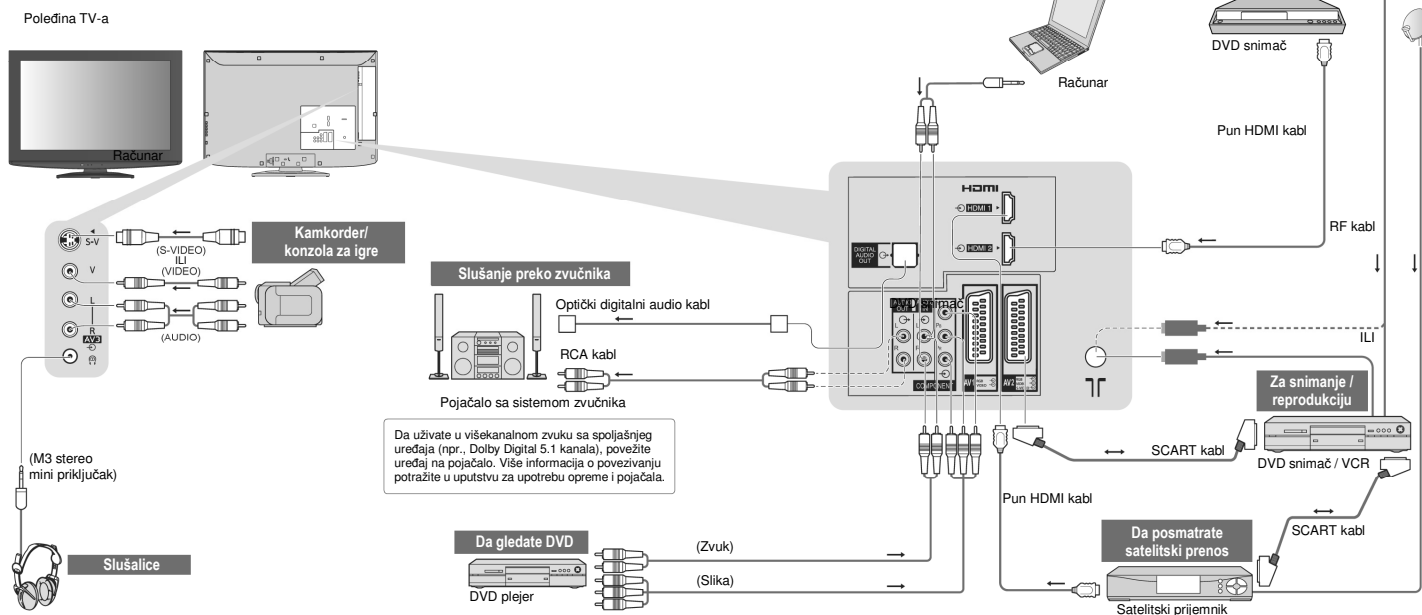 Poleđina TV-a
Računar
S-V
V
L
R
AV3
(S-VIDEO)
ILI
(VIDEO)
(AUDIO)
Kamkorder/
konzola za igre
(M3 stereo
mini priključak)
Slušalice
Slušanje preko zvučnika
Optički digitalni audio kabl
RCA kabl
Pojačalo sa sistemom zvučnika
Da uživate u višekanalnom zvuku sa spoljašnjeg
uređaja (npr., Dolby Digital 5.1 kanala), povežite
uređaj na pojačalo. Više informacija o povezivanju
potražite u uputstvu za upotrebu opreme i pojačala.
Da gledate DVD
DVD plejer
(Zvuk)
(Slika)
Računar
DVD snimač
Pun HDMI kabl
RF kabl
HDMI
HDMI 1
HDMI 2
DIGITAL
AUDIO
OUT
snimač
OUT
IN
L
L
R
COMPONENT
AV1
AV2
ILI
Za snimanje /
reprodukciju
SCART kabl
DVD snimač / VCR
Pun HDMI kabl
SCART kabl
Da posmatrate
satelitski prenos
Satelitski prijemnik